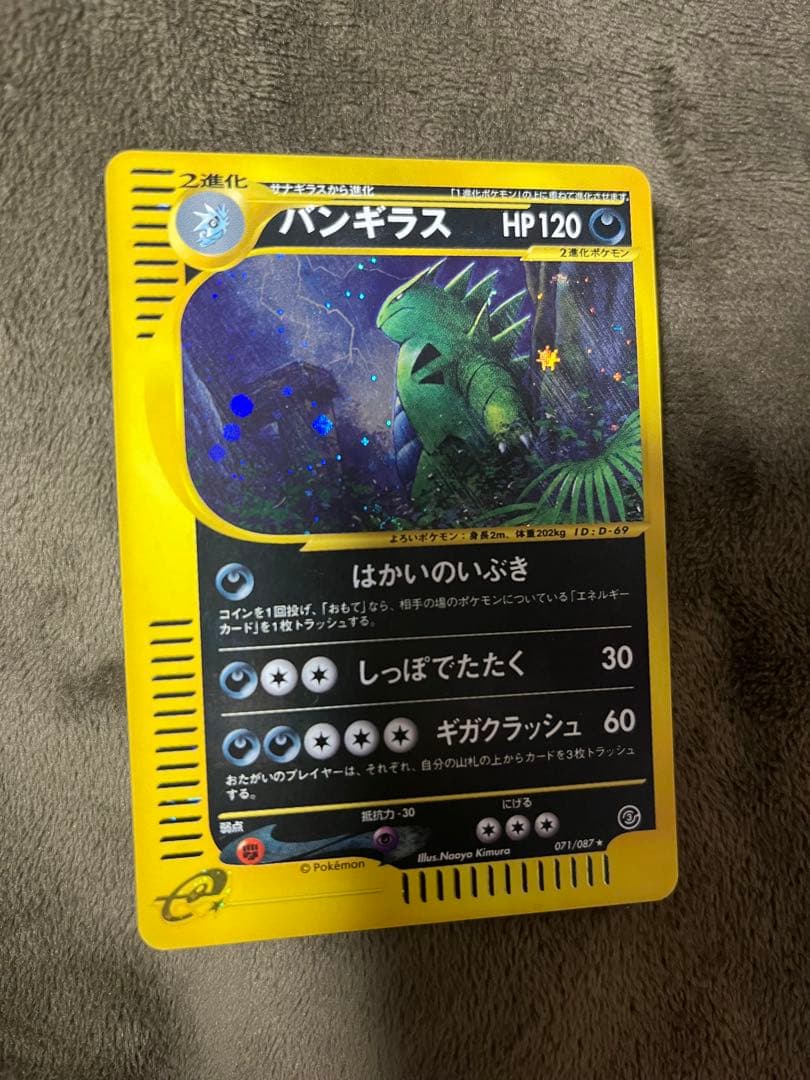 2進化
サナギラスから進化
「1進化ポケモン」の上に重ねて進化させます。
バンギラス HP120
2進化ポケモン
よろいポケモン：身長2m、体重202kg ID:D-69
はかいのいぶき
コインを1回投げ、「おもて」なら、相手の場のポケモンについている「エネルギー
カード」を1枚トラッシュする。
しっぽでたたく 30
ギガクラッシュ 60
おたがいのプレイヤーは、それぞれ、自分の山札の上からカードを3枚トラッシュ
する。
弱点 抵抗力-30 にげる
Illus.Naoyo Kimura
071/087★
3
© Pokémon
e